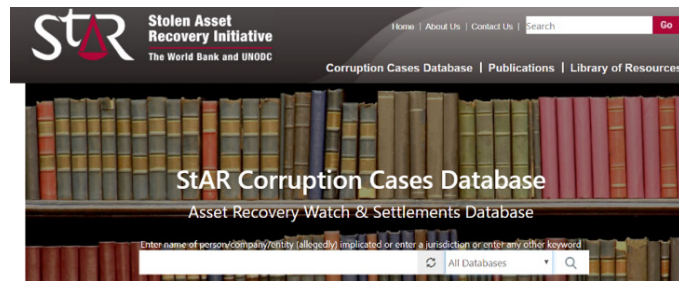 StAR
Stolen Asset
Recovery Initiative
The World Bank and UNODC
Home | About Us | Contact Us | Search Go
Corruption Cases Database | Publications | Library of Resources
StAR Corruption Cases Database
Asset Recovery Watch & Settlements Database
Enter name of person/company/entity (allegedly) implicated or enter a jurisdiction or enter any other keyword
All Databases